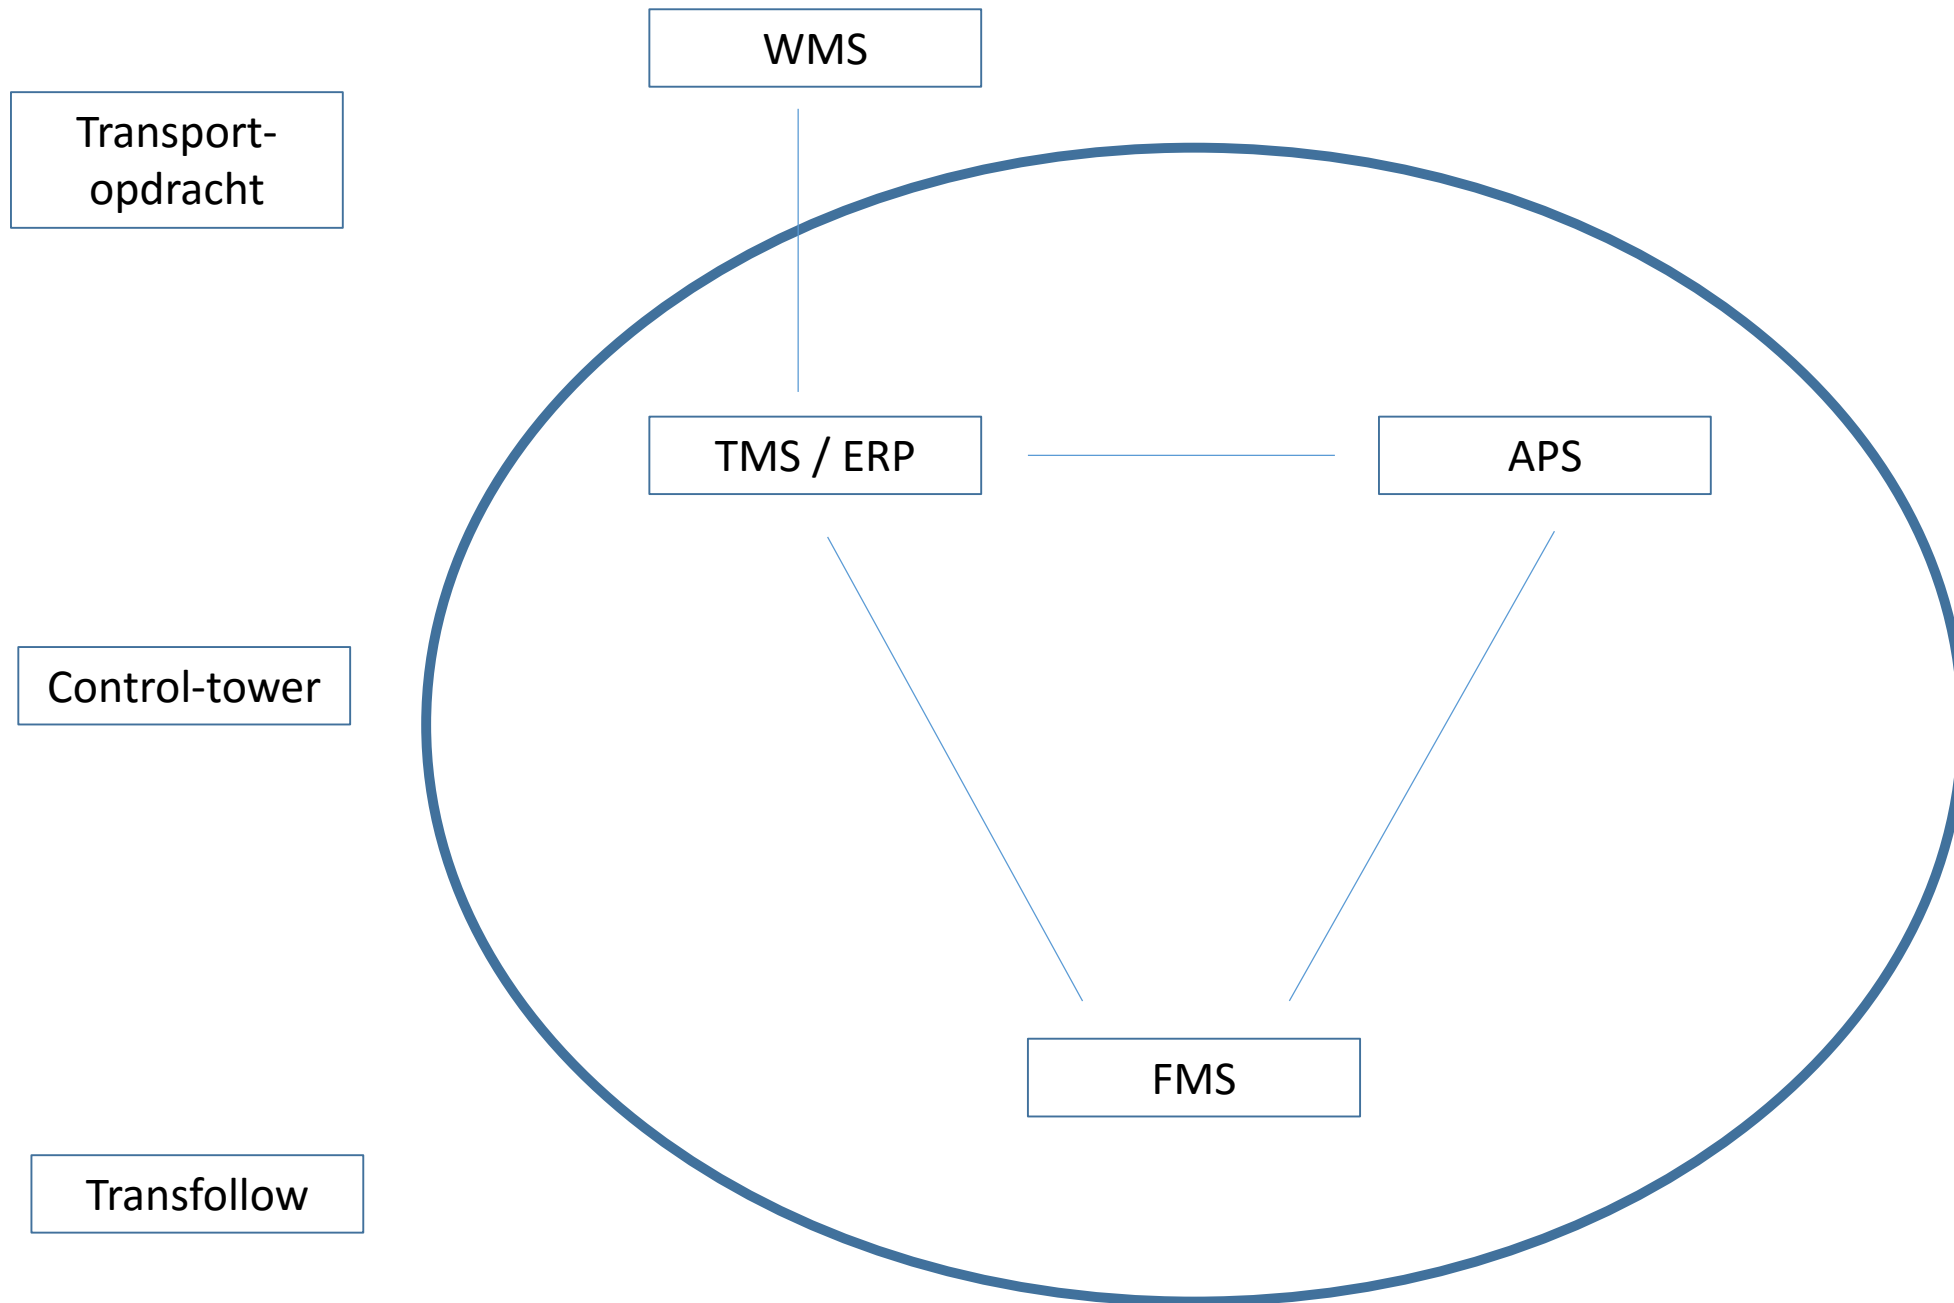 WMS
Transport-
opdracht
TMS / ERP
APS
Control-tower
FMS
Transfollow